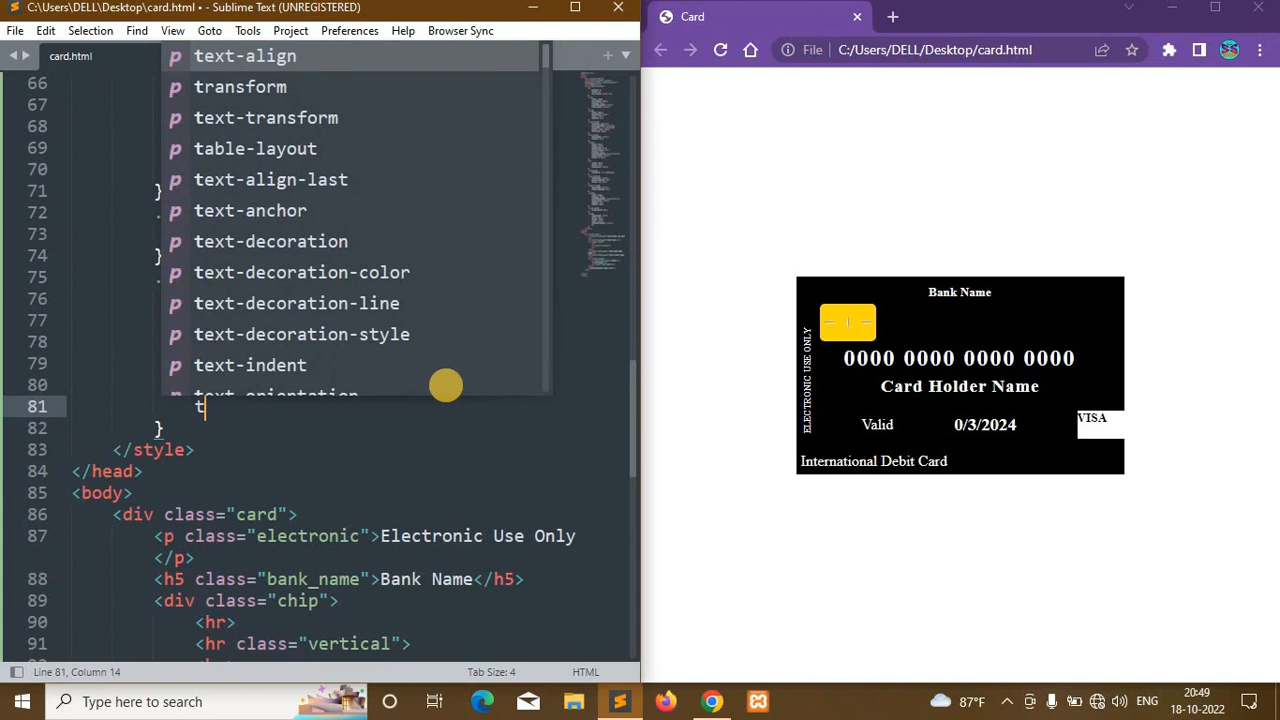 C:\Users\DELL\Desktop\card.html • - Sublime Text (UNREGISTERED)
File Edit Selection Find View Goto Tools Project Preferences Help Browser Sync
card.html
text-align
66 transform
67
68 text-transform
69 table-layout
70 text-align-last
71 }
72 . text-anchor
73 text-decoration
74 }
75 . text-decoration-color
76 text-decoration-line
77
78 text-decoration-style
79 text-indent
80 text-orientation
81 t
82 }
83 </style>
84 </head>
85 <body>
86 <div class="card">
87 <p class="electronic">Electronic Use Only
</p>
88 <h5 class="bank_name">Bank Name</h5>
89 <div class="chip">
90 <hr>
91 <hr class="vertical">
Line 81, Column 14 Tab Size: 4 HTML
Card
File C:/Users/DELL/Desktop/card.html
Bank Name
ELECTRONIC USE ONLY
0000 0000 0000 0000
Card Holder Name
Valid 0/3/2024 VISA
International Debit Card
Type here to search
87°F ENG 20:49
18-10-2022